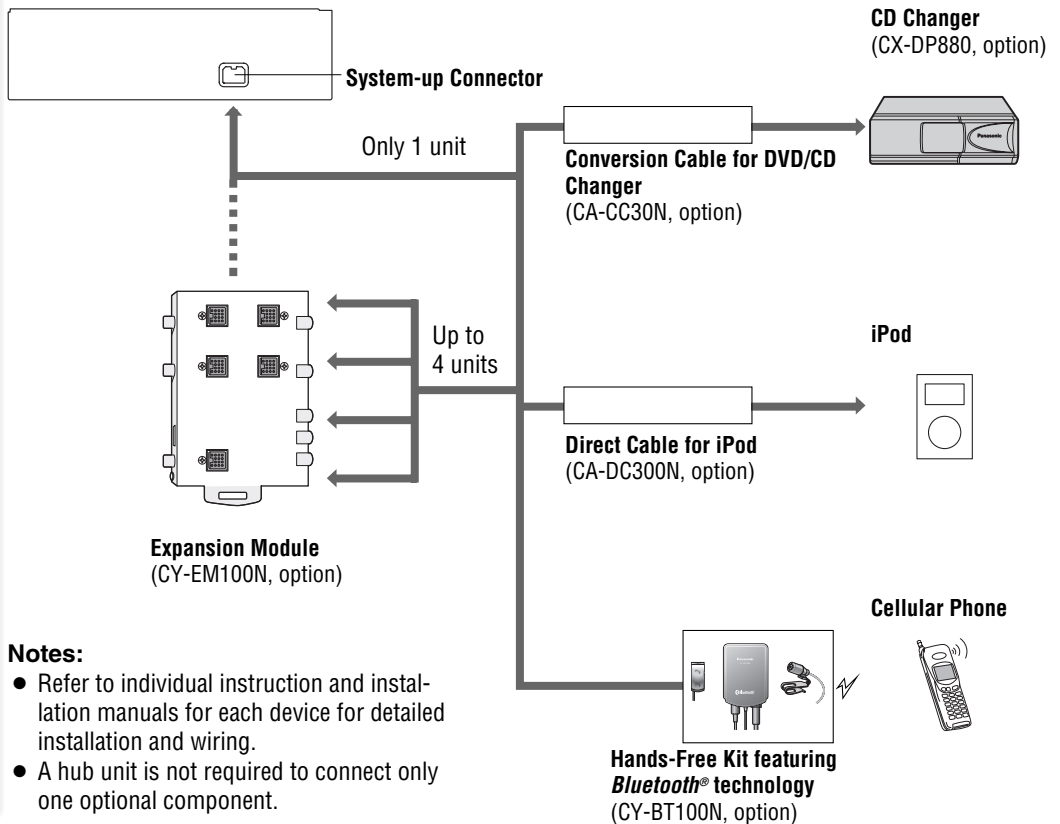 CD Changer
(CX-DP880, option)
System-up Connector
Only 1 unit
Panasonic
Conversion Cable for DVD/CD
Changer
(CA-CC30N, option)
Up to
4 units
iPod
Direct Cable for iPod
(CA-DC300N, option)
Expansion Module
(CY-EM100N, option)
Cellular Phone
Notes:
● Refer to individual instruction and instal-
lation manuals for each device for detailed
installation and wiring.
● A hub unit is not required to connect only
one optional component.
Panasonic
Bluetooth
Hands-Free Kit featuring
Bluetooth® technology
(CY-BT100N, option)